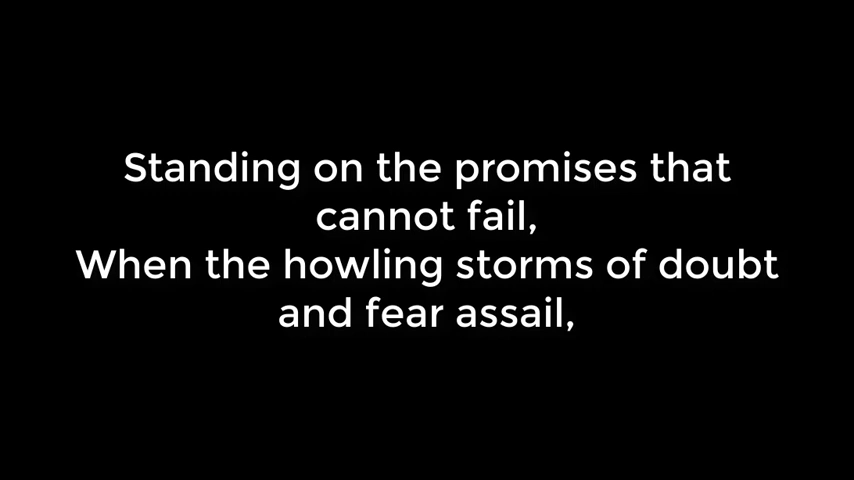 Standing on the promises that
cannot fail,
When the howling storms of doubt
and fear assail,